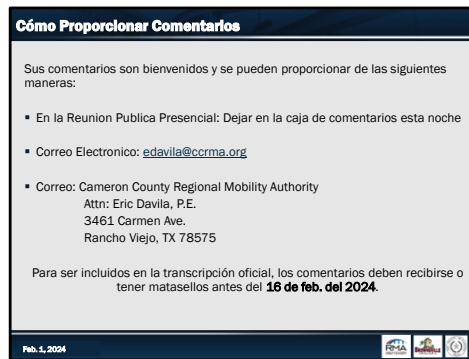 Cómo Proporcionar Comentarios
Sus comentarios son bienvenidos y se pueden proporcionar de las siguientes
maneras:
▪ En la Reunion Publica Presencial: Dejar en la caja de comentarios esta noche
▪ Correo Electronico: edavila@ccrma.org
▪ Correo: Cameron County Regional Mobility Authority
Attn: Eric Davila, P.E.
3461 Carmen Ave.
Rancho Viejo, TX 78575
Para ser incluidos en la transcripción oficial, los comentarios deben recibirse o
tener matasellos antes del 16 de feb. del 2024.
Feb. 1, 2024
RMA